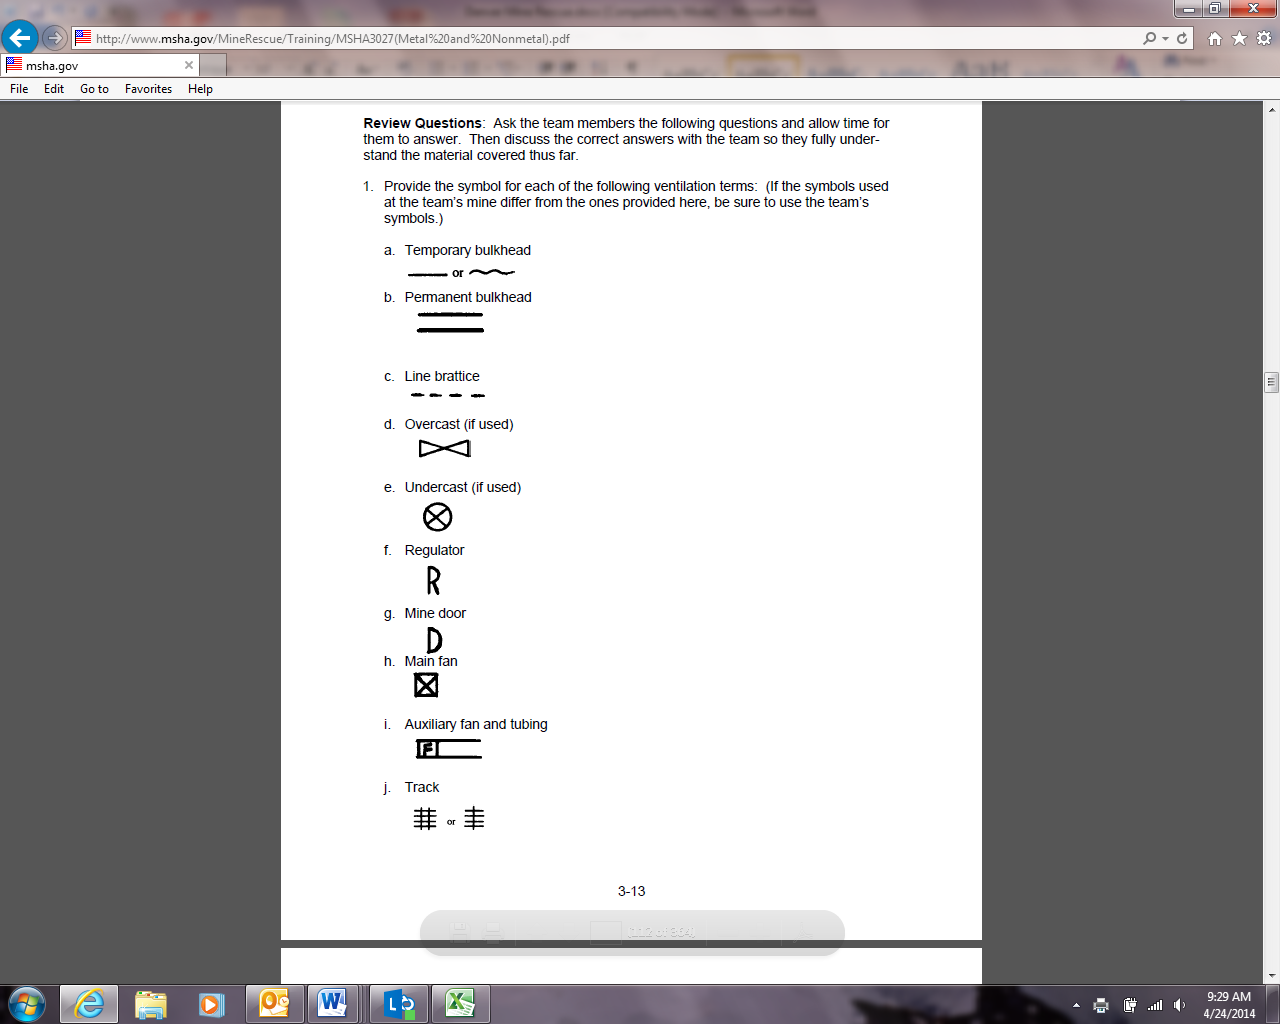 http://www.msha.gov/MineRescue/Training/MSHA3027(Metal%20and%20Nonmetal).pdf
msha.gov
File Edit Go to Favorites Help
Review Questions: Ask the team members the following questions and allow time for
them to answer. Then discuss the correct answers with the team so they fully under-
stand the material covered thus far.
1. Provide the symbol for each of the following ventilation terms: (If the symbols used
at the team's mine differ from the ones provided here, be sure to use the team's
symbols.)
a. Temporary bulkhead
or
b. Permanent bulkhead
c. Line brattice
d. Overcast (if used)
e. Undercast (if used)
f. Regulator
R
g. Mine door
D
h. Main fan
i. Auxiliary fan and tubing
F
j. Track
or
3-13
(112 of 364)
9:29 AM
4/24/2014